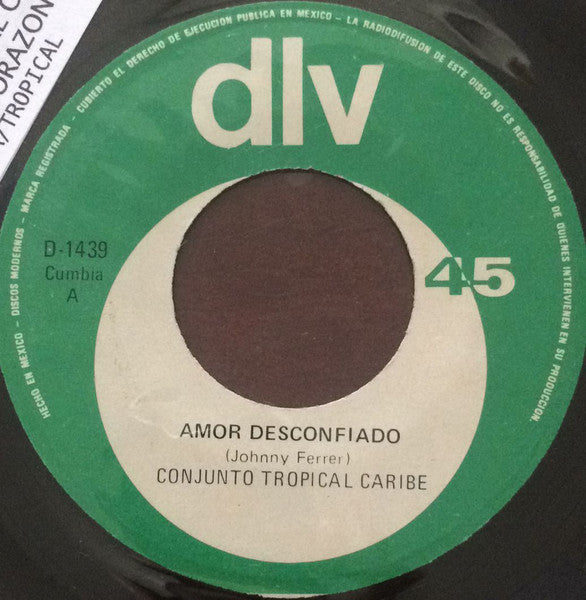 ORAZON
/TROPICAL
HECHO EN MEXICO - DISCOS MODERNOS - MARCA REGISTRADA - CUBIERTO EL DERECHO DE EJECUCION PUBLICA EN MEXICO - LA RADIODIFUSION DE ESTE DISCO NO ES RESPONSABILIDAD DE QUIENES INTERVIENEN EN SU PRODUCCION.
dlv
D-1439
Cumbia
A
45
AMOR DESCONFIADO
(Johnny Ferrer)
CONJUNTO TROPICAL CARIBE